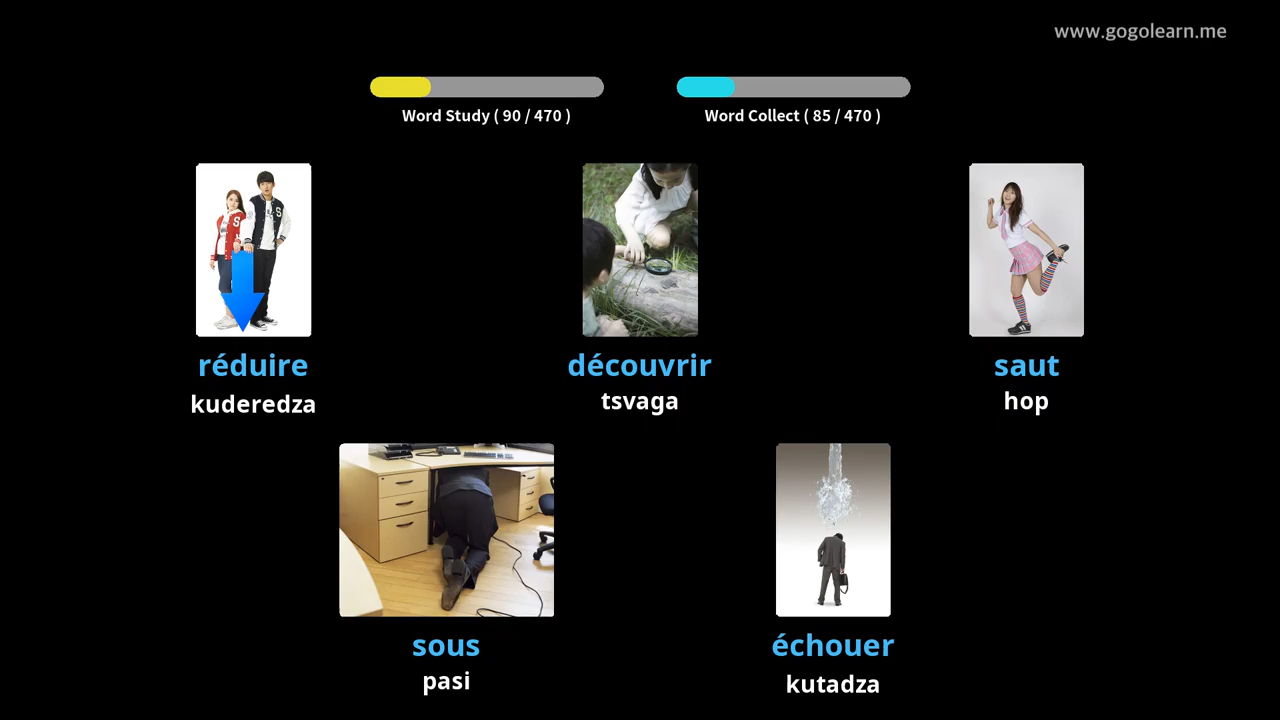 www.gogolearn.me
Word Study ( 90 / 470 )
Word Collect ( 85 / 470 )
réduire
kuderedza
découvrir
tsvaga
saut
hop
sous
pasi
échouer
kutadza